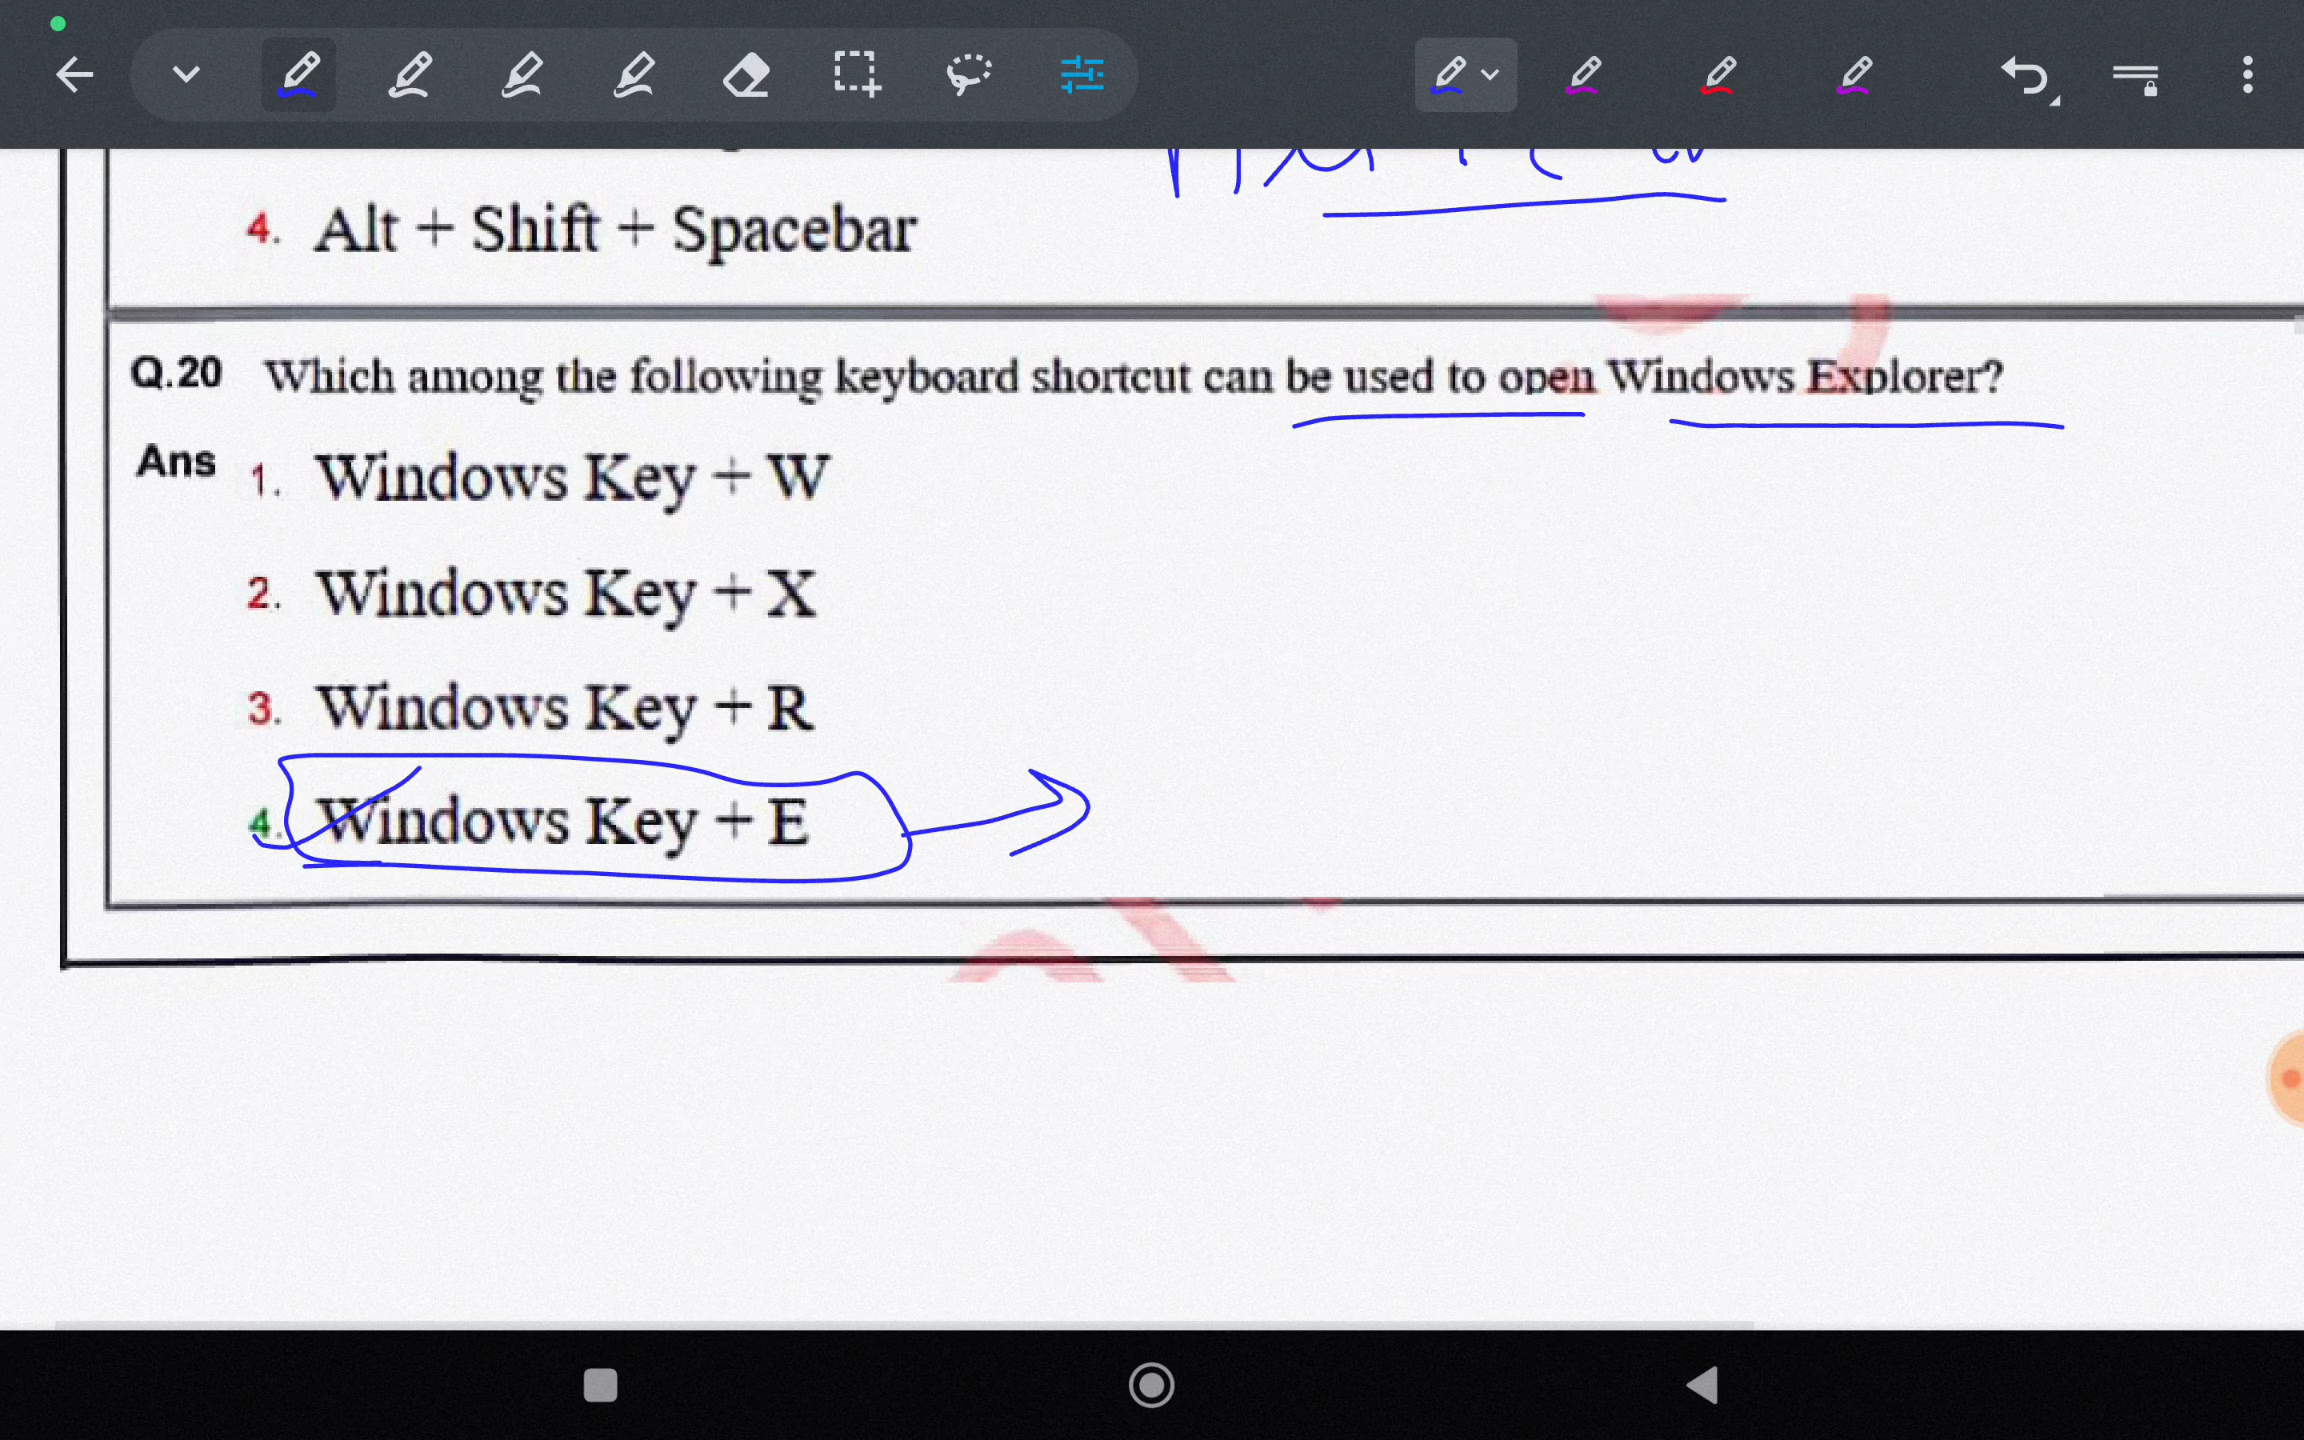 4. Alt + Shift + Spacebar
Q.20 Which among the following keyboard shortcut can be used to open Windows Explorer?
Ans 1. Windows Key + W
2. Windows Key + X
3. Windows Key + R
4. Windows Key + E